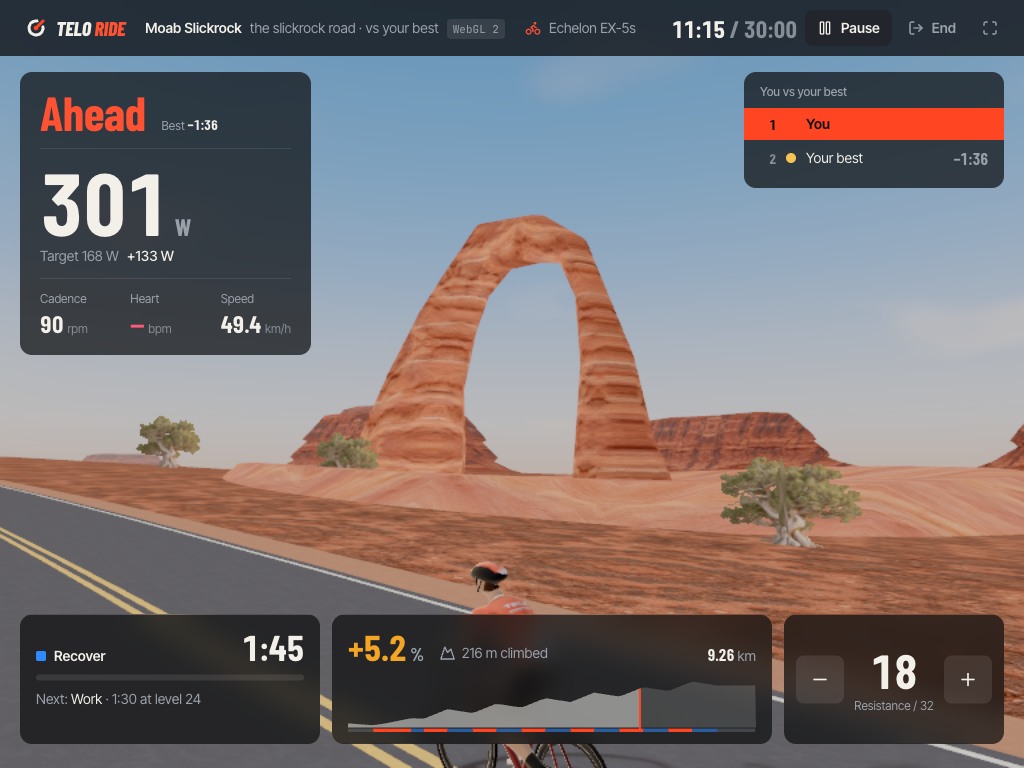 TELO RIDE
Moab Slickrock the slickrock road · vs your best WebGL 2 Echelon EX-5s 11:15 / 30:00 Pause End
Ahead Best −1:36
301 W
Target 168 W +133 W
Cadence Heart Speed
90 rpm – bpm 49.4 km/h
You vs your best
1 You
2 Your best −1:36
Recover 1:45
Next: Work · 1:30 at level 24
+5.2 % 216 m climbed 9.26 km
− 18 +
Resistance / 32